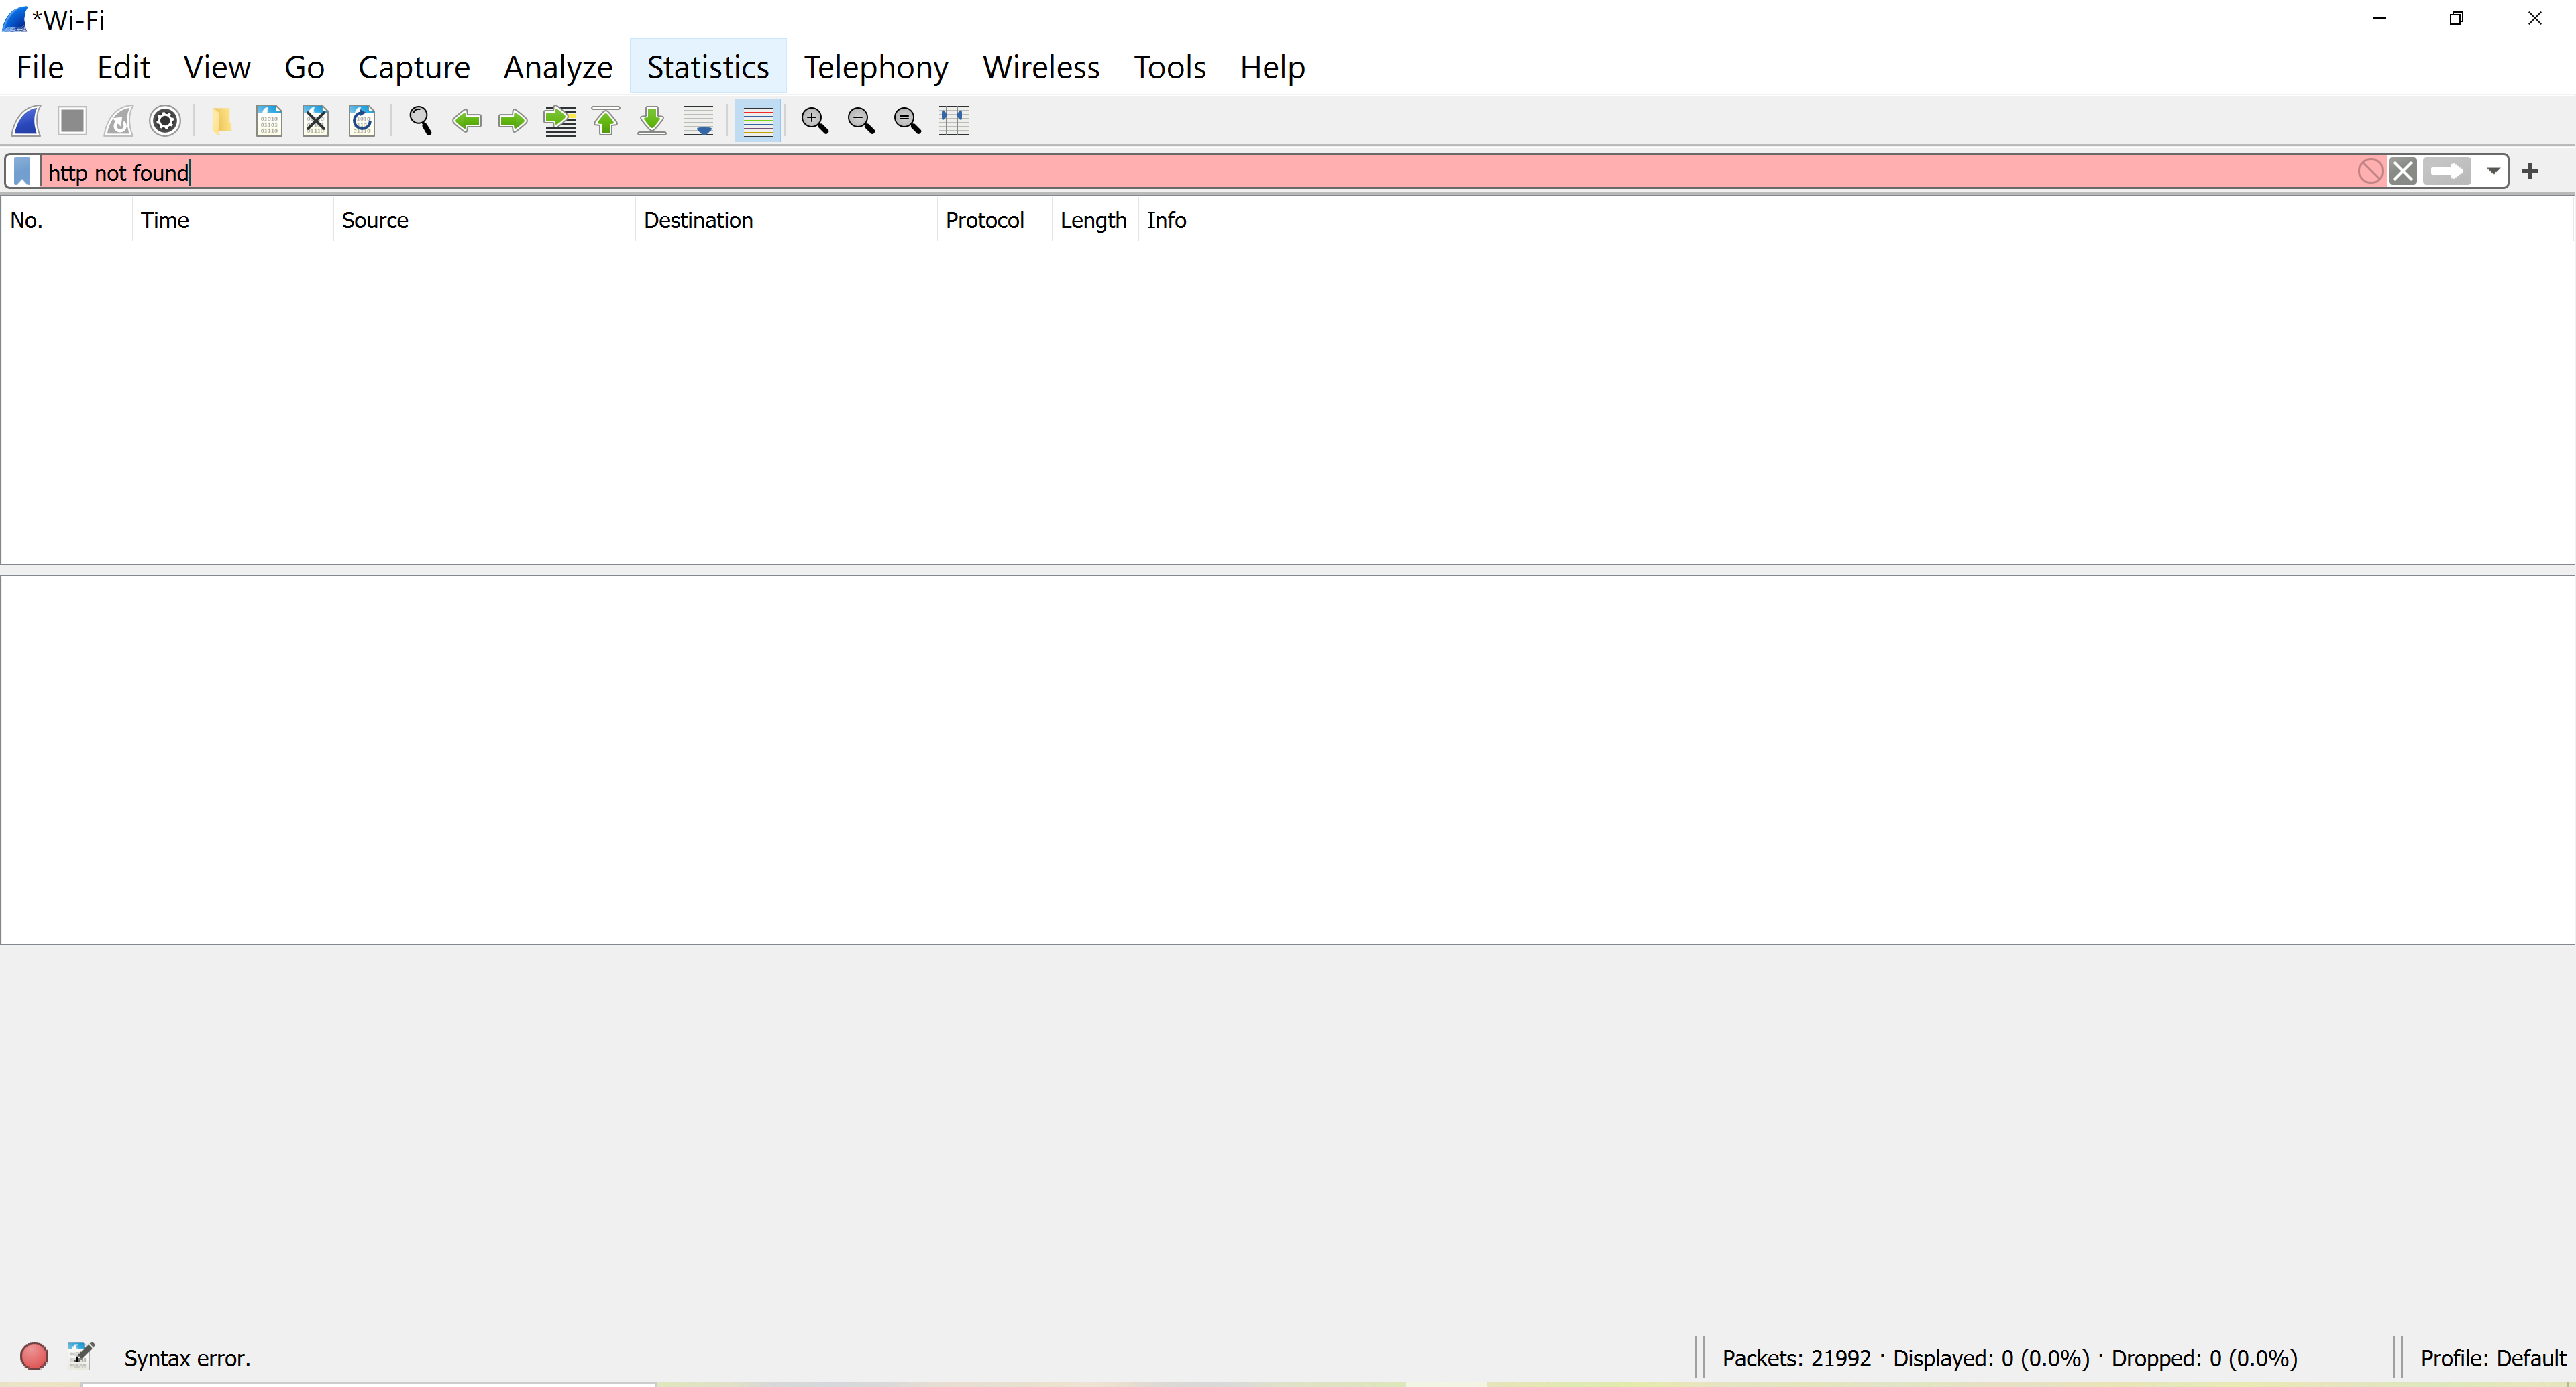 *Wi-Fi
File Edit View Go Capture Analyze Statistics Telephony Wireless Tools Help
http not found
No. Time Source Destination Protocol Length Info
Syntax error. Packets: 21992 · Displayed: 0 (0.0%) · Dropped: 0 (0.0%) Profile: Default